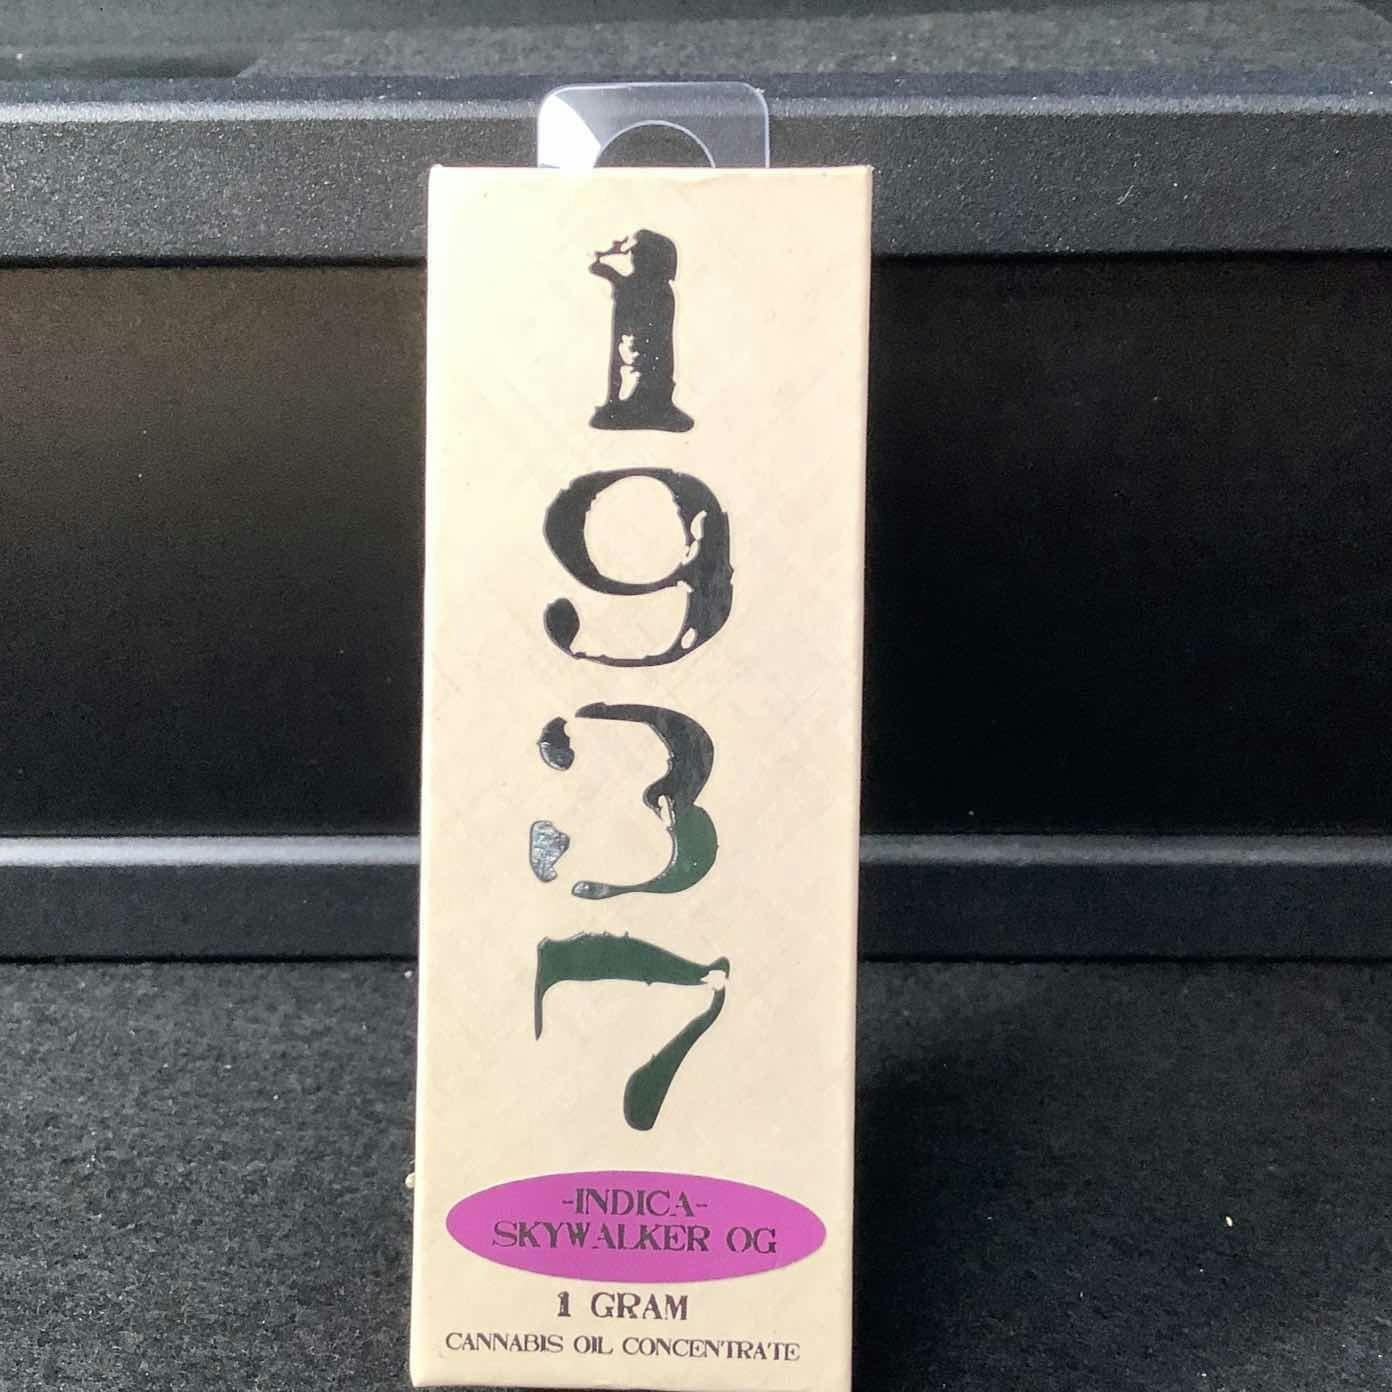 1
9
3
7
-INDICA-
SKYWALKER OG
1 GRAM
CANNABIS OIL CONCENTRATE